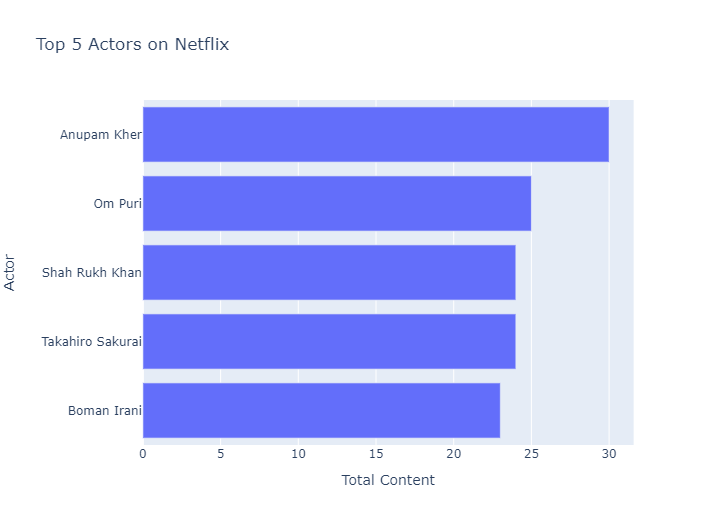 Top 5 Actors on Netflix
Actor
Anupam Kher
Om Puri
Shah Rukh Khan
Takahiro Sakurai
Boman Irani
0 5 10 15 20 25 30
Total Content